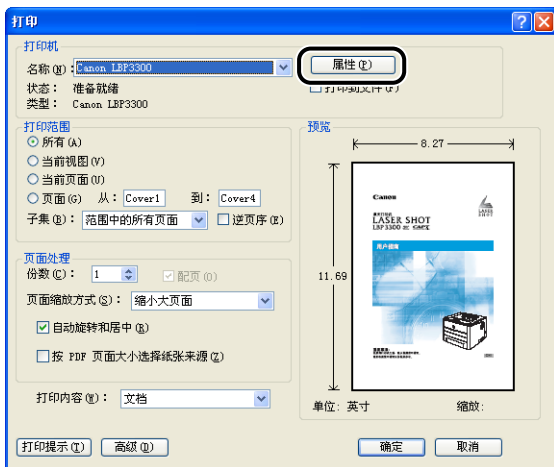 打印
打印机
名称(N): Canon LBP3300 属性(P)
状态： 准备就绪 打印到文件(F)
类型： Canon LBP3300
打印范围
所有(A)
当前视图(V)
当前页面(U)
页面(G) 从： Cover1 到： Cover4
子集(B)： 范围中的所有页面 逆页序(E)
页面处理
份数(C)： 1 配页(O)
页面缩放方式(S)： 缩小大页面
自动旋转和居中(R)
按 PDF 页面大小选择纸张来源(Z)
打印内容(W)： 文档
打印提示(T) 高级(D)
预览
8.27
11.69
Canon
LASER SHOT
LBP3300
用户指南
单位: 英寸 缩放:
确定 取消